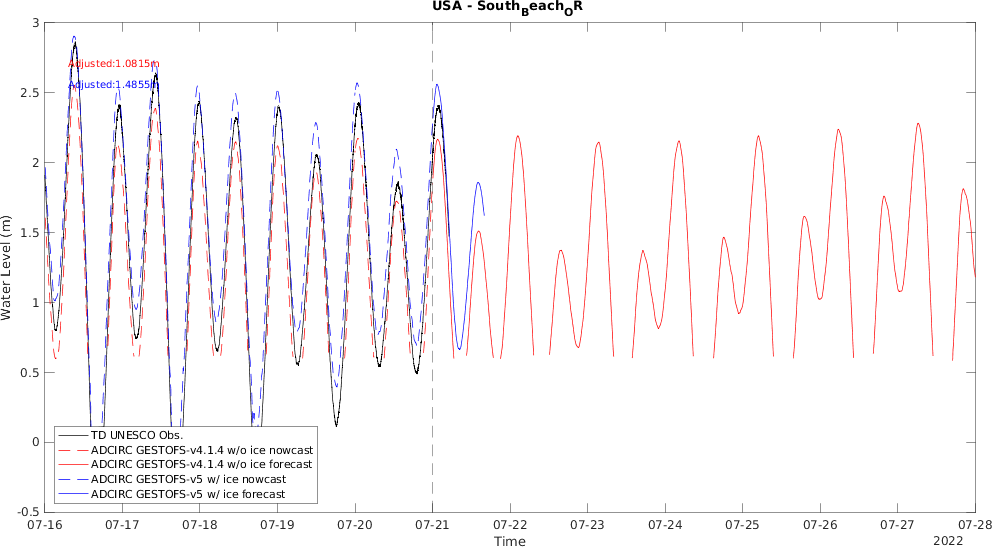 USA - SouthBeachOR
Adjusted:1.0815m
Adjusted:1.4855m
Water Level (m)
3
2.5
2
1.5
1
0.5
0
-0.5
TD UNESCO Obs.
ADCIRC GESTOFS-v4.1.4 w/o ice nowcast
ADCIRC GESTOFS-v4.1.4 w/o ice forecast
ADCIRC GESTOFS-v5 w/ ice nowcast
ADCIRC GESTOFS-v5 w/ ice forecast
07-16 07-17 07-18 07-19 07-20 07-21 07-22 07-23 07-24 07-25 07-26 07-27 07-28
Time
2022